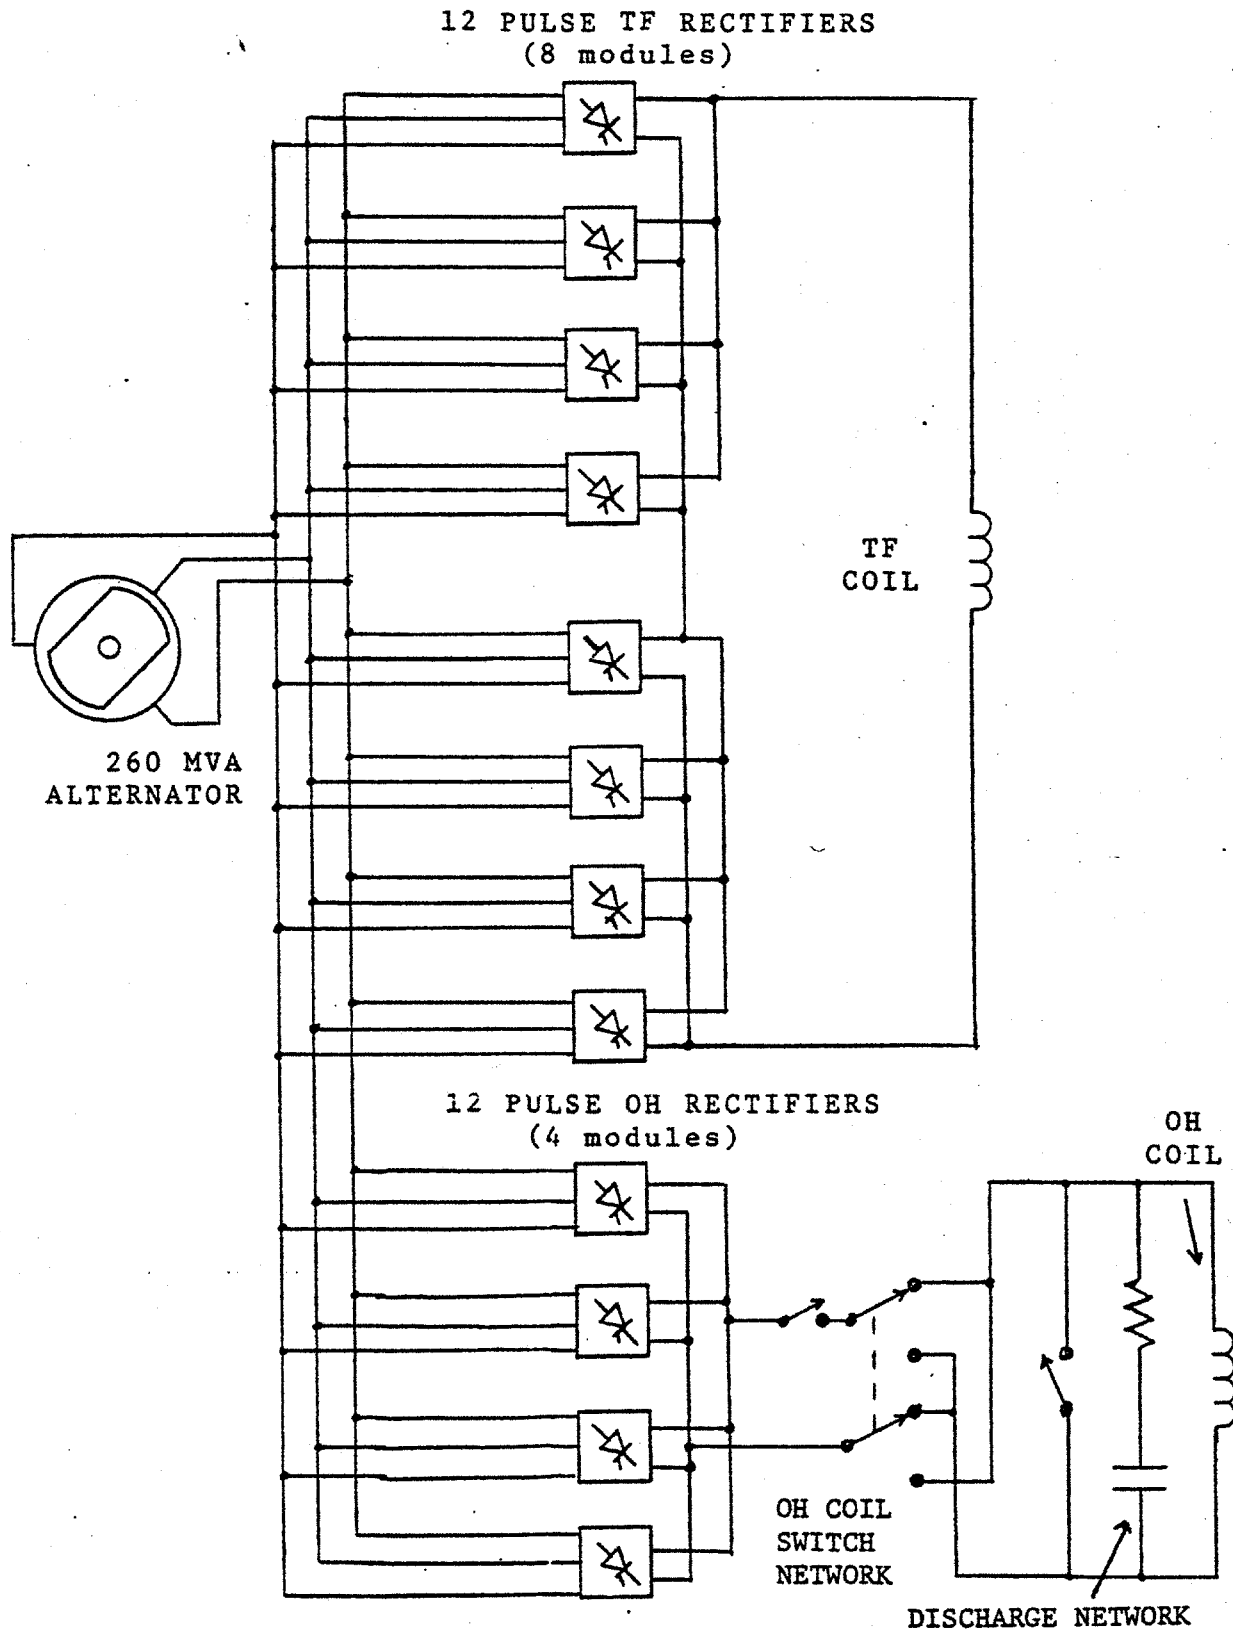 12 PULSE TF RECTIFIERS
(8 modules)
TF
COIL
260 MVA
ALTERNATOR
12 PULSE OH RECTIFIERS
(4 modules)
OH
COIL
OH COIL
SWITCH
NETWORK
DISCHARGE NETWORK